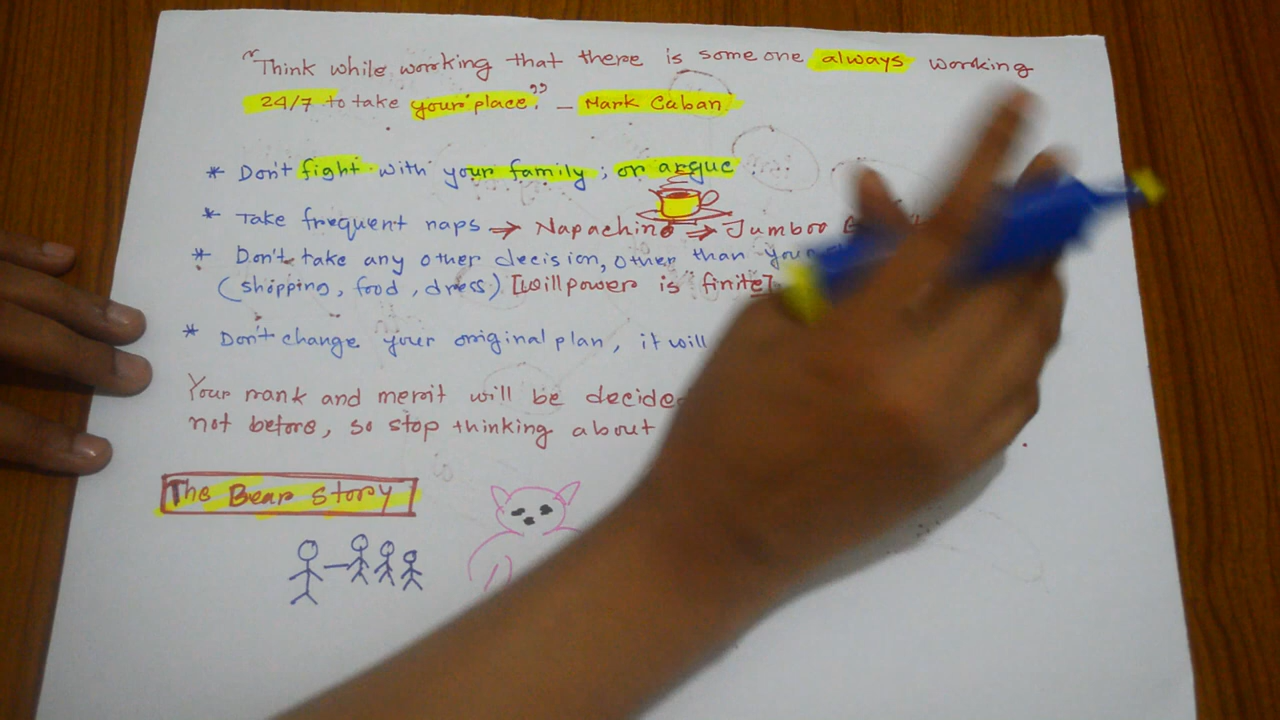 "Think while working that there is some one always working
24/7 to take your place." – Mark Caban
* Don't fight with your family; or argue
* Take frequent naps → Napachino → Jumboo
* Don't take any other decision, other than your
(shopping, food, dress) [willpower is finite]
* Don't change your original plan, it will
Your rank and merit will be decided
not before, so stop thinking about
The Bear Story